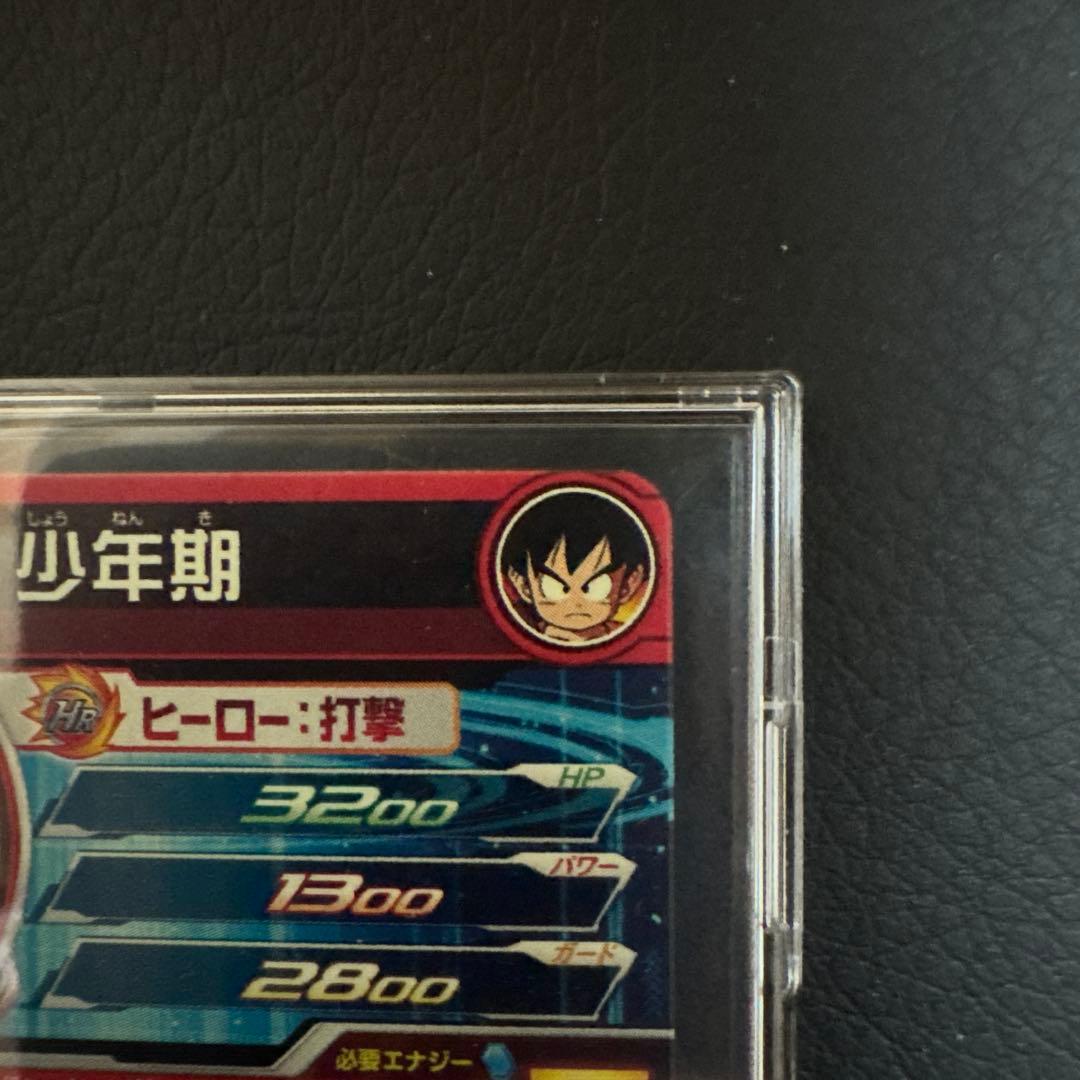 しょうねんき
少年期
HR ヒーロー:打撃
HP
3200
パワー
1300
ガード
2800
必要エナジー